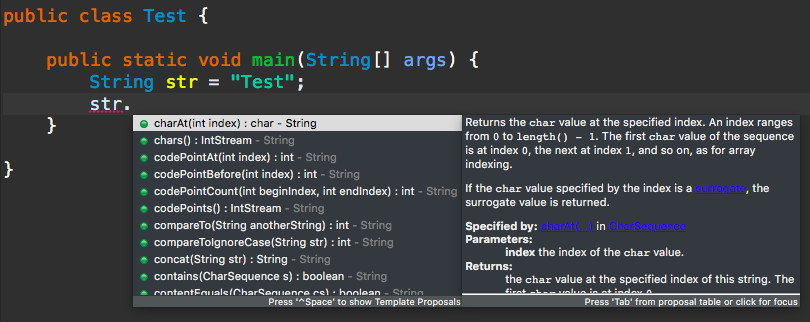 public class Test {
public static void main(String[] args) {
String str = "Test";
str.
}
}
charAt(int index) : char - String
chars() : IntStream - String
codePointAt(int index) : int - String
codePointBefore(int index) : int - String
codePointCount(int beginIndex, int endIndex) : int - String
codePoints() : IntStream - String
compareTo(String anotherString) : int - String
compareToIgnoreCase(String str) : int - String
concat(String str) : String - String
contains(CharSequence s) : boolean - String
contentEquals(CharSequence cs) : boolean - String
Press '^Space' to show Template Proposals
Returns the char value at the specified index. An index ranges
from 0 to length() - 1. The first char value of the sequence
is at index 0, the next at index 1, and so on, as for array
indexing.
If the char value specified by the index is a surrogate, the
surrogate value is returned.
Specified by: charAt(...) in CharSequence
Parameters:
index the index of the char value.
Returns:
the char value at the specified index of this string. The
first char value is at index 0.
Press 'Tab' from proposal table or click for focus